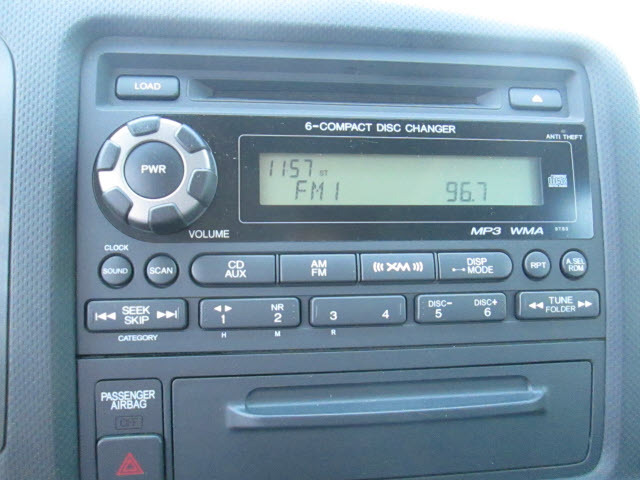 LOAD
6-COMPACT DISC CHANGER
ANTI THEFT
PWR
1157 ST
FM1 96.7
VOLUME
MP3 WMA
CLOCK
SOUND
SCAN
CD
AUX
AM
FM
((( XM )))
DISP
MODE
RPT
A.SEL
RDM
SEEK
SKIP
CATEGORY
1
H
NR
2
M
3
R
4
DISC-
5
DISC+
6
TUNE
FOLDER
PASSENGER
AIRBAG
OFF